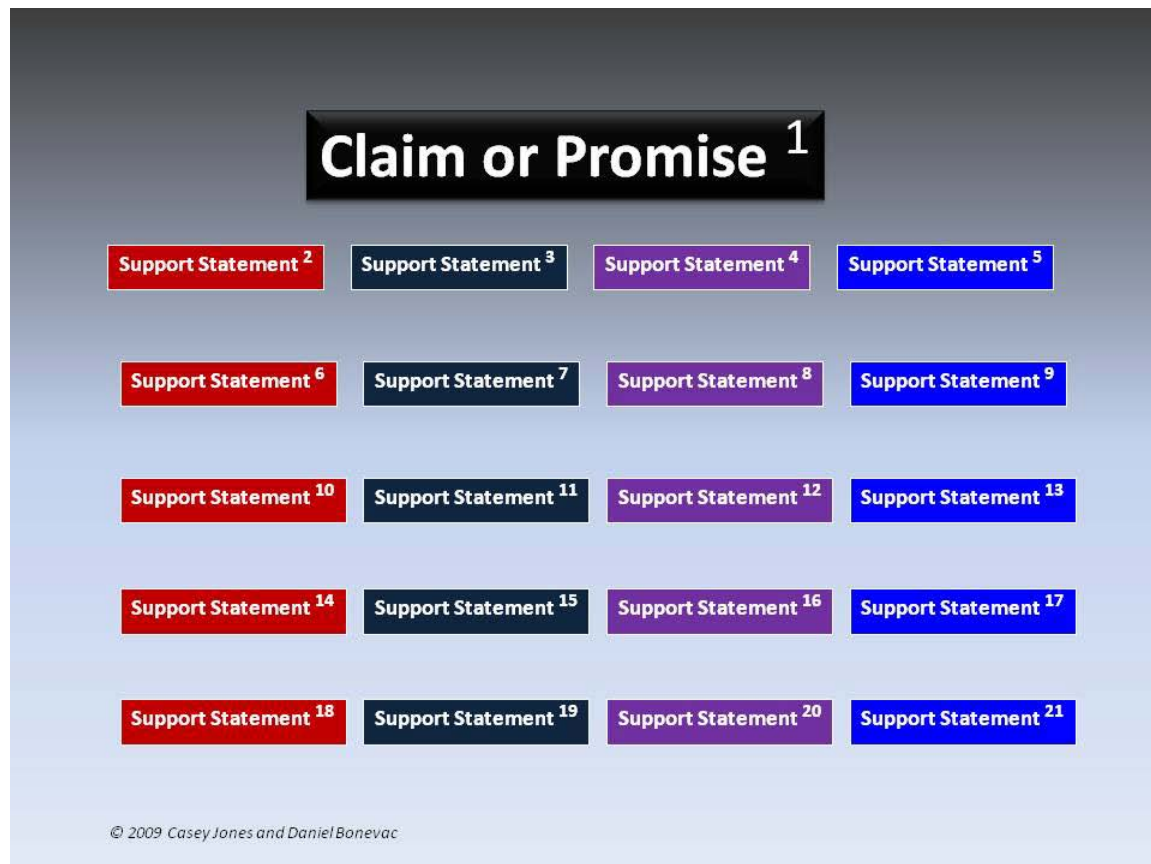 Claim or Promise 1
Support Statement 2 Support Statement 3 Support Statement 4 Support Statement 5
Support Statement 6 Support Statement 7 Support Statement 8 Support Statement 9
Support Statement 10 Support Statement 11 Support Statement 12 Support Statement 13
Support Statement 14 Support Statement 15 Support Statement 16 Support Statement 17
Support Statement 18 Support Statement 19 Support Statement 20 Support Statement 21
© 2009 Casey Jones and Daniel Bonevac